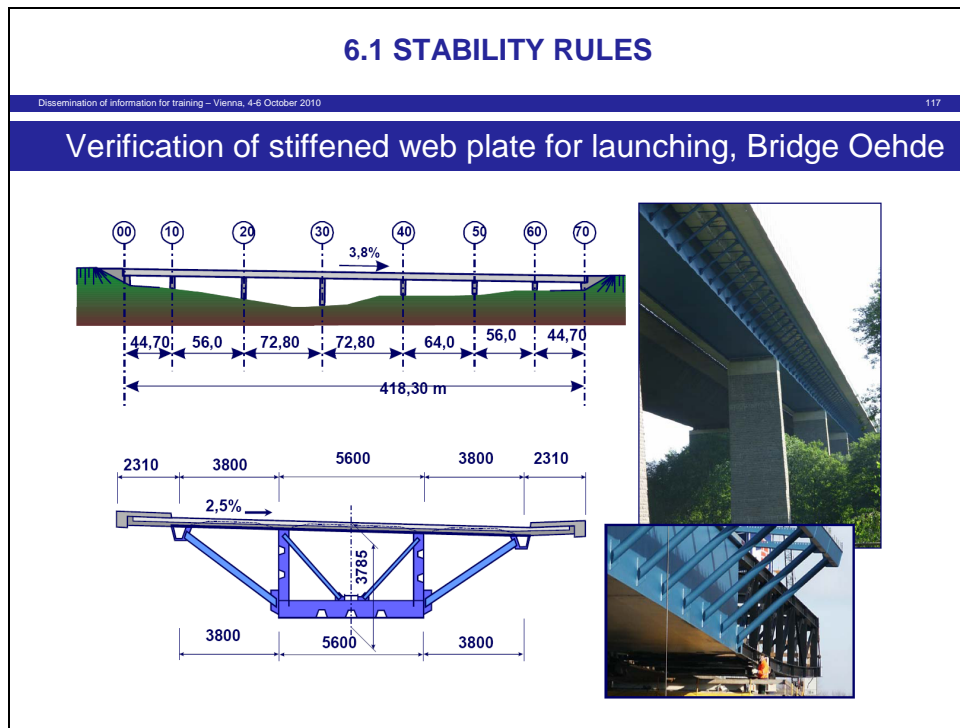 6.1 STABILITY RULES
Dissemination of information for training – Vienna, 4-6 October 2010 117
Verification of stiffened web plate for launching, Bridge Oehde
00 10 20 30 40 50 60 70
3,8%
44,70 56,0 72,80 72,80 64,0 56,0 44,70
418,30 m
2310 3800 5600 3800 2310
2,5%
3785
3800 5600 3800